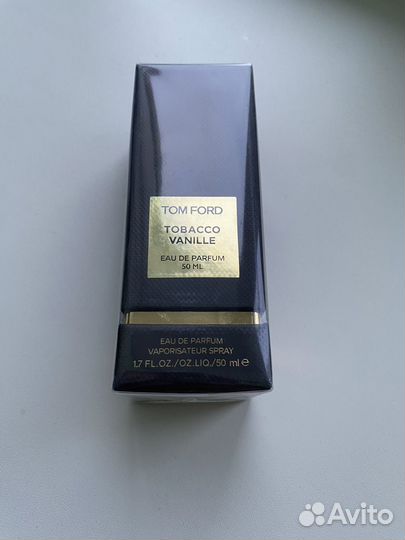 TOM FORD
TOBACCO
VANILLE
EAU DE PARFUM
50 ML
EAU DE PARFUM
VAPORISATEUR SPRAY
1.7 FL.OZ./OZ.LIQ./50 ml ℮
Avito